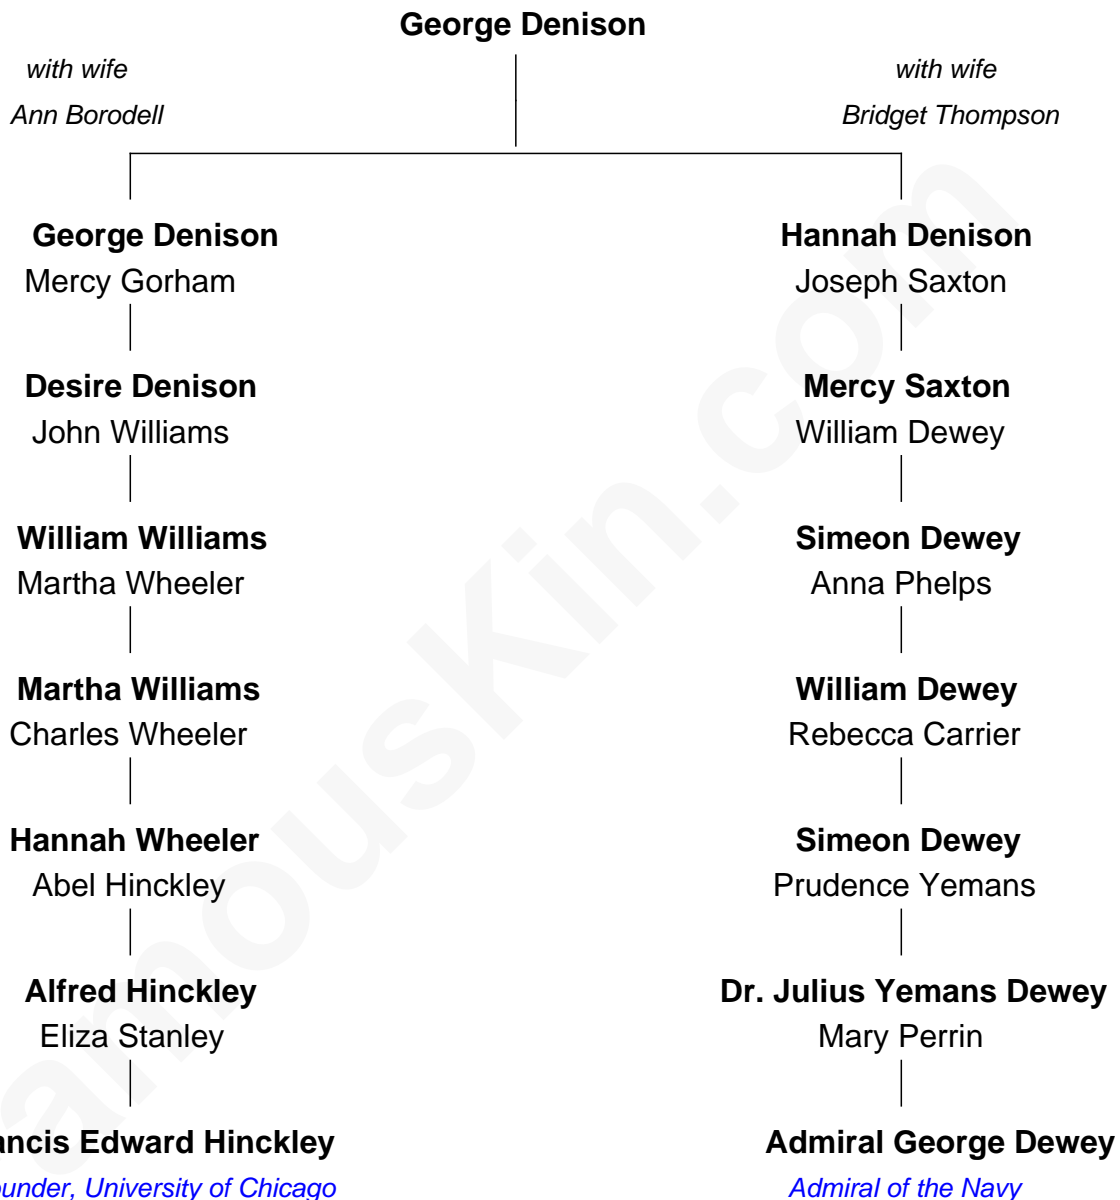 George Denison
with wife
with wife
Ann Borodell
Bridget Thompson
George Denison
Hannah Denison
Mercy Gorham
Joseph Saxton
Desire Denison
Mercy Saxton
John Williams
William Dewey
William Williams
Simeon Dewey
Martha Wheeler
Anna Phelps
Martha Williams
William Dewey
Charles Wheeler
Rebecca Carrier
Hannah Wheeler
Simeon Dewey
Abel Hinckley
Prudence Yemans
Alfred Hinckley
Dr. Julius Yemans Dewey
Eliza Stanley
Mary Perrin
ancis Edward Hinckley
Admiral George Dewey
ounder, University of Chicago
Admiral of the Navy
amousKin.com